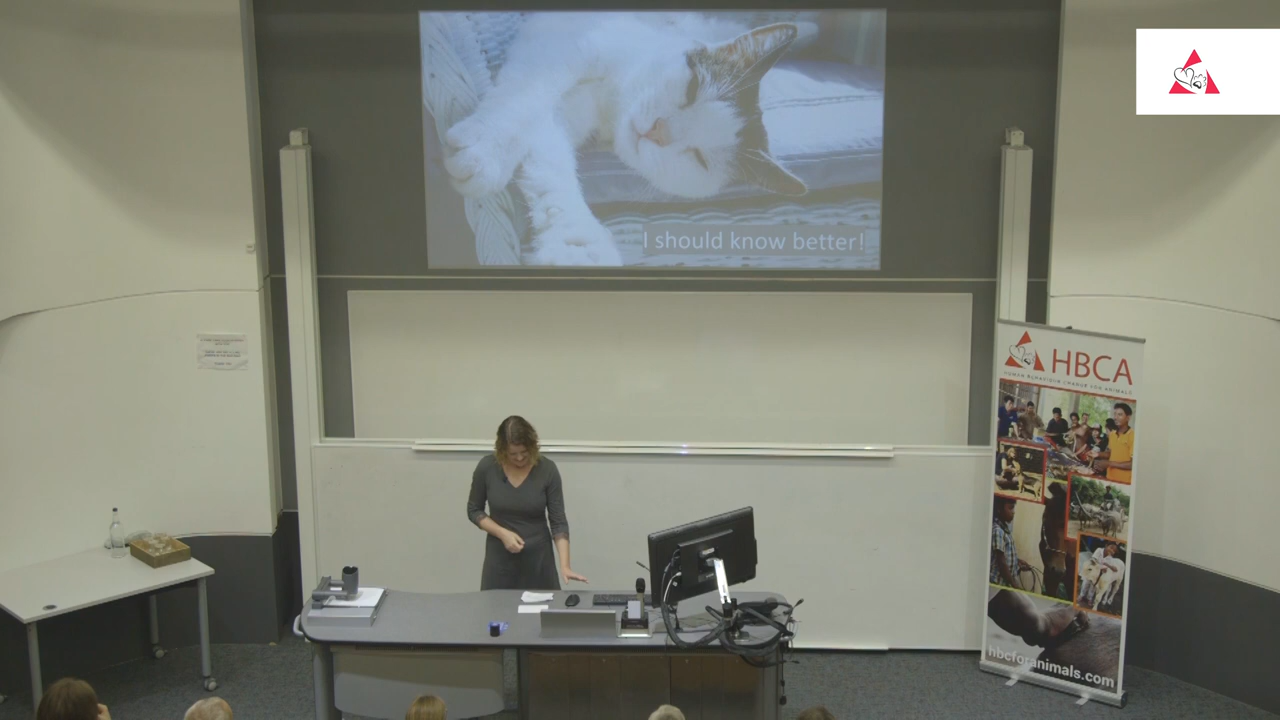 I should know better!
HBCA
HUMAN BEHAVIOUR CHANGE FOR ANIMALS
hbcforanimals.com